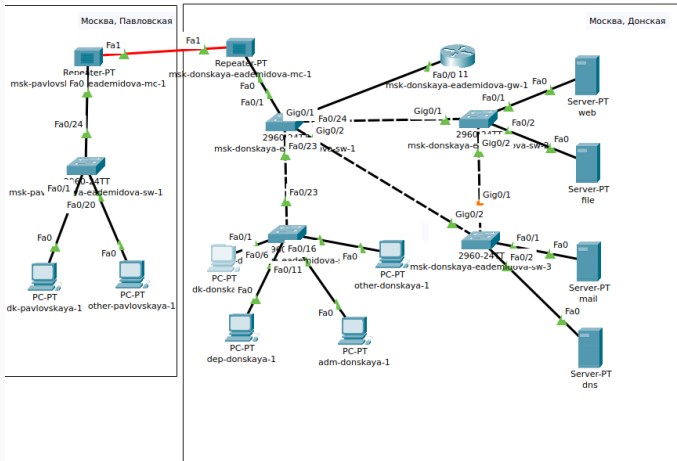 Москва, Павловская
Москва, Донская
Fa1
Fa1
Repeater-PT
Fa0
eademidova-mc-1
Repeater-PT
msk-donskaya-eademidova-mc-1
Fa0
Fa0/1
Fa0/0
msk-donskaya-eademidova-gw-1
Gig0/1
Fa0/24
Gig0/2
Fa0/23
Gig0/1
Fa0/1
Fa0
Server-PT
web
Fa0/2
Gig0/2
Fa0
Server-PT
file
Fa0/24
Fa0/1
Fa0/20
Fa0
Fa0
PC-PT
dk-pavlovskaya-1
PC-PT
other-pavlovskaya-1
Fa0/23
Fa0/1
Fa0/6
Fa0/11
Fa0/16
Fa0
PC-PT
Fa0
PC-PT
other-donskaya-1
Fa0
PC-PT
dep-donskaya-1
Fa0
PC-PT
adm-donskaya-1
Gig0/1
Gig0/2
2960-24TT
msk-donskaya-eademidova-sw-3
Fa0/1
Fa0/2
Fa0
Server-PT
mail
Fa0
Server-PT
dns